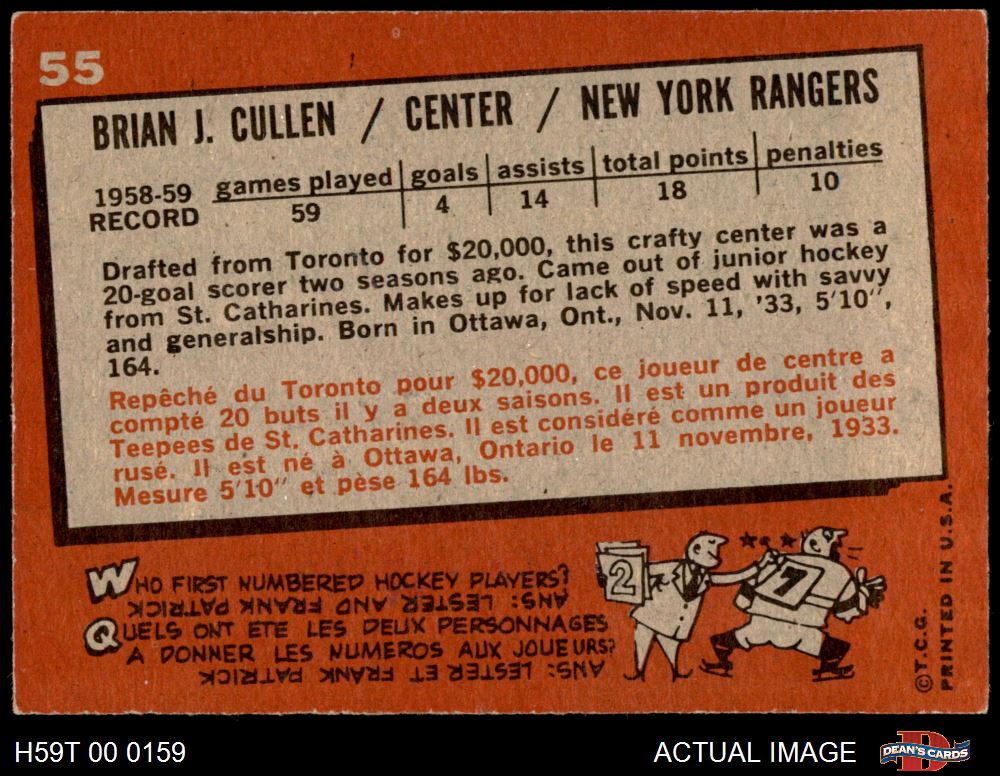 55
BRIAN J. CULLEN / CENTER / NEW YORK RANGERS
1958-59 RECORD games played goals assists total points penalties
59 4 14 18 10
Drafted from Toronto for $20,000, this crafty center was a
20-goal scorer two seasons ago. Came out of junior hockey
from St. Catharines. Makes up for lack of speed with savvy
and generalship. Born in Ottawa, Ont., Nov. 11, '33, 5'10",
164.
Repêché du Toronto pour $20,000, ce joueur de centre a
compté 20 buts il y a deux saisons. Il est un produit des
Teepees de St. Catharines. Il est considéré comme un joueur
rusé. Il est né à Ottawa, Ontario le 11 novembre, 1933.
Mesure 5'10" et pèse 164 lbs.
WHO FIRST NUMBERED HOCKEY PLAYERS?
ANS: LESTER AND FRANK PATRICK
QUELS ONT ETE LES DEUX PERSONNAGES
A DONNER LES NUMEROS AUX JOUEURS?
ANS: LESTER ET FRANK PATRICK
2
7
©T.C.G.
PRINTED IN U.S.A.
H59T 00 0159
ACTUAL IMAGE
D
DEAN'S CARDS